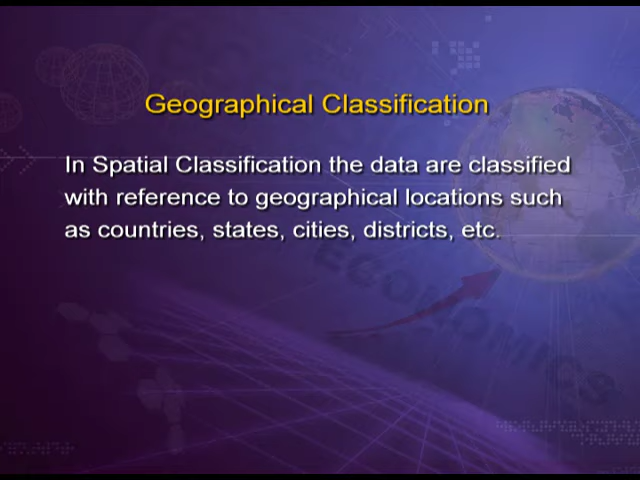 Geographical Classification
In Spatial Classification the data are classified
with reference to geographical locations such
as countries, states, cities, districts, etc.
ECONOMICS